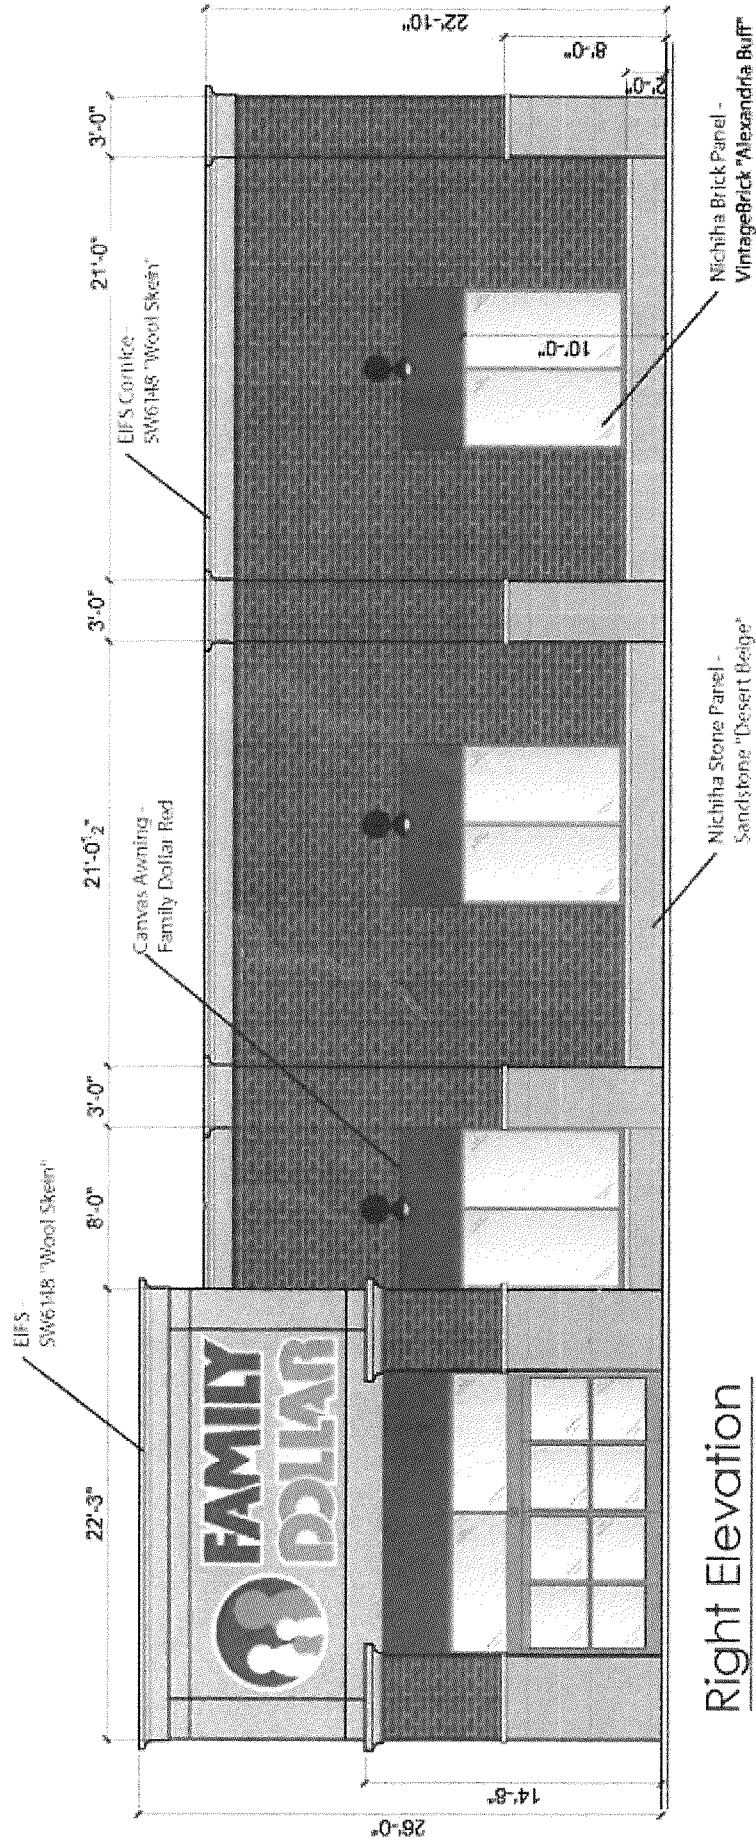 EIFS -
SW6148 "Wool Skein"
Canvas Awning -
Family Dollar Red
EIFS Cornice -
SW6148 "Wool Skein"
22'-3"
8'-0"
3'-0"
21'-0½"
3'-0"
21'-0"
3'-0"
26'-0"
14'-8"
FAMILY
DOLLAR
10'-0"
22'-10"
8'-0"
2'-0"
Nichiha Stone Panel -
Sandstone "Desert Beige"
Nichiha Brick Panel -
VintageBrick "Alexandria Buff"
Right Elevation